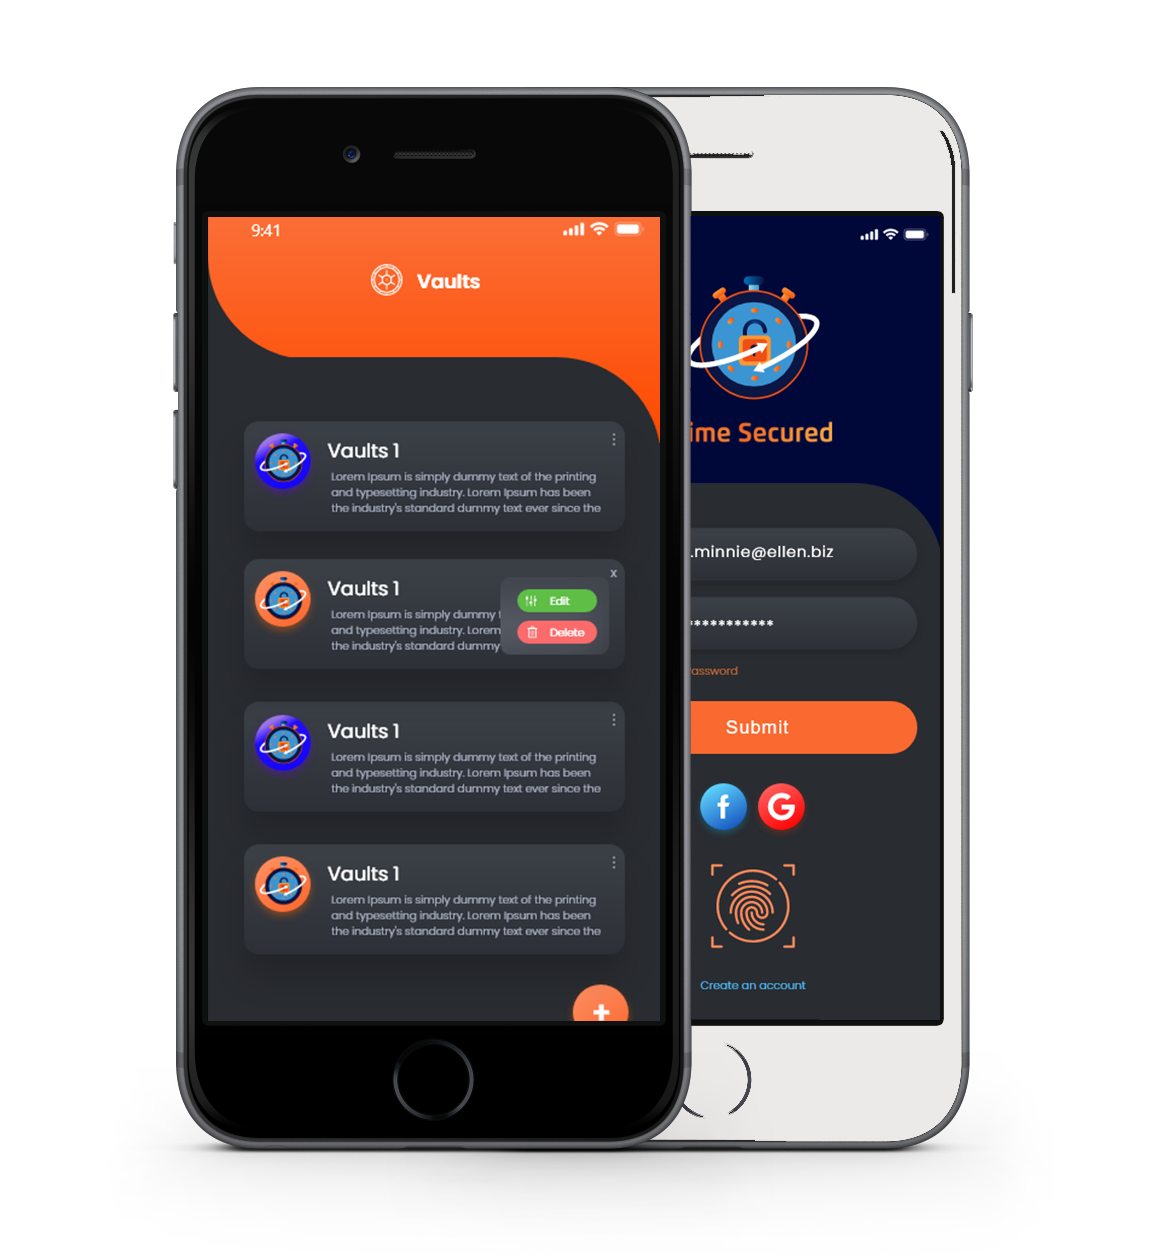 9:41
Vaults
Vaults 1
Lorem Ipsum is simply dummy text of the printing
and typesetting industry. Lorem Ipsum has been
the industry's standard dummy text ever since the
Vaults 1
x
Lorem Ipsum is simply dummy
and typesetting industry. Lorem
the industry's standard dummy
Edit
Delete
Vaults 1
Lorem Ipsum is simply dummy text of the printing
and typesetting industry. Lorem Ipsum has been
the industry's standard dummy text ever since the
Vaults 1
Lorem Ipsum is simply dummy text of the printing
and typesetting industry. Lorem Ipsum has been
the industry's standard dummy text ever since the
+
ime Secured
.minnie@ellen.biz
***********
assword
Submit
f
G
Create an account